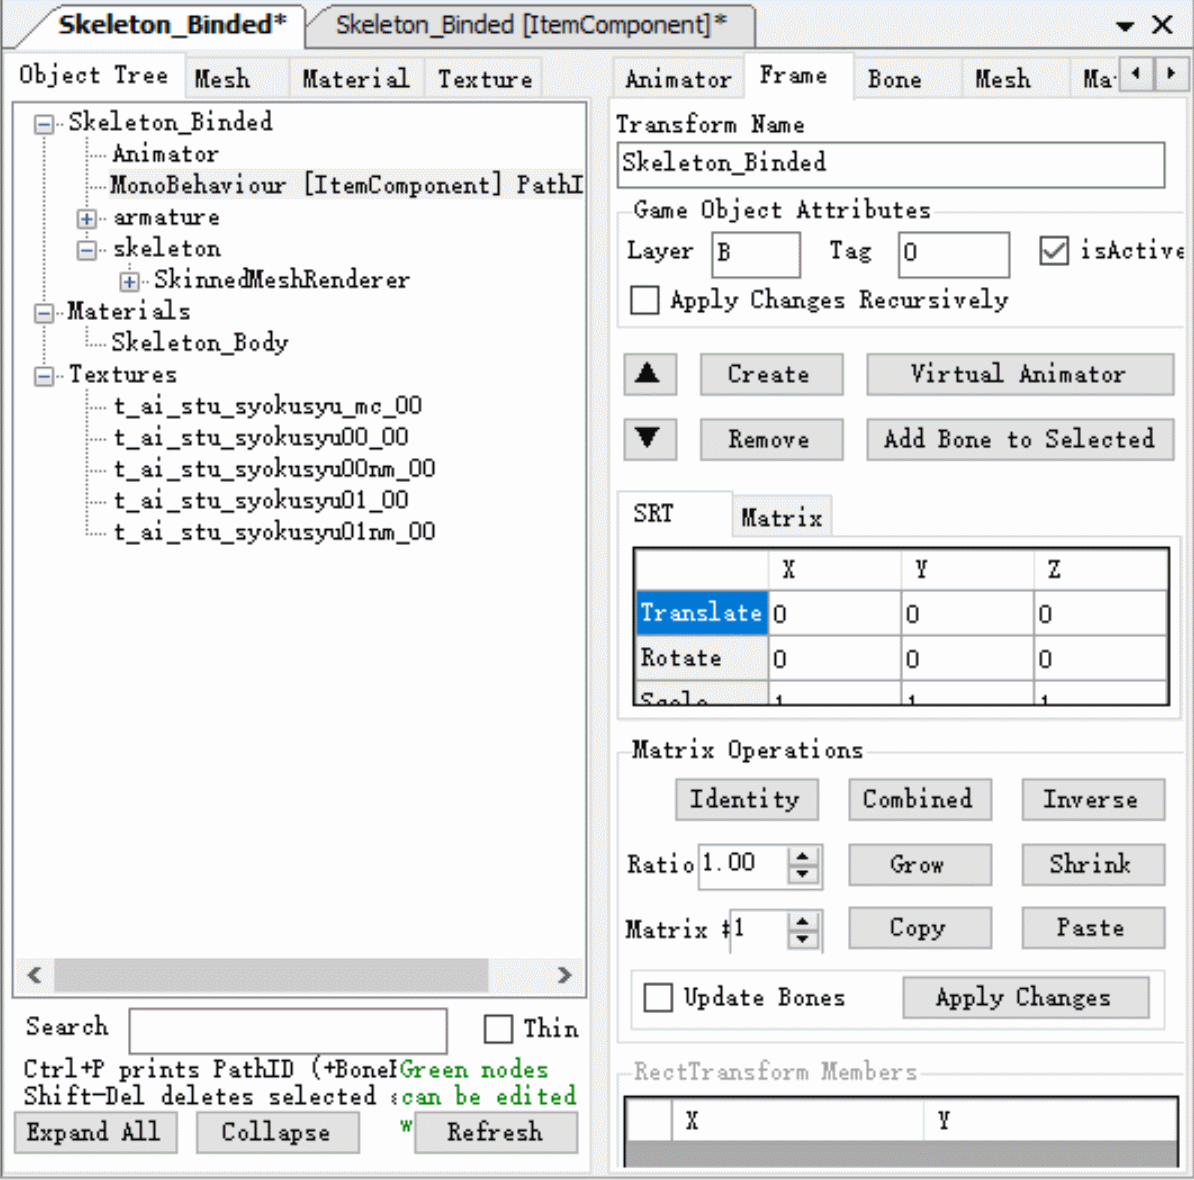 Skeleton_Binded*
Skeleton_Binded [ItemComponent]*
Object Tree
Mesh
Material
Texture
Skeleton_Binded
Animator
MonoBehaviour [ItemComponent] PathI
armature
skeleton
SkinnedMeshRenderer
Materials
Skeleton_Body
Textures
t_ai_stu_syokusyu_mc_00
t_ai_stu_syokusyu00_00
t_ai_stu_syokusyu00nm_00
t_ai_stu_syokusyu01_00
t_ai_stu_syokusyu01nm_00
Search
Thin
Ctrl+P prints PathID (+Bone
Shift-Del deletes selected
Green nodes
can be edited
w
Expand All
Collapse
Refresh
Animator
Frame
Bone
Mesh
Ma
Transform Name
Skeleton_Binded
Game Object Attributes
Layer
B
Tag
0
isActive
Apply Changes Recursively
▲
Create
Virtual Animator
▼
Remove
Add Bone to Selected
SRT
Matrix
X Y Z
Translate 0 0 0
Rotate 0 0 0
Scale 1 1 1
Matrix Operations
Identity
Combined
Inverse
Ratio 1.00
Grow
Shrink
Matrix #1
Copy
Paste
Update Bones
Apply Changes
RectTransform Members
X Y